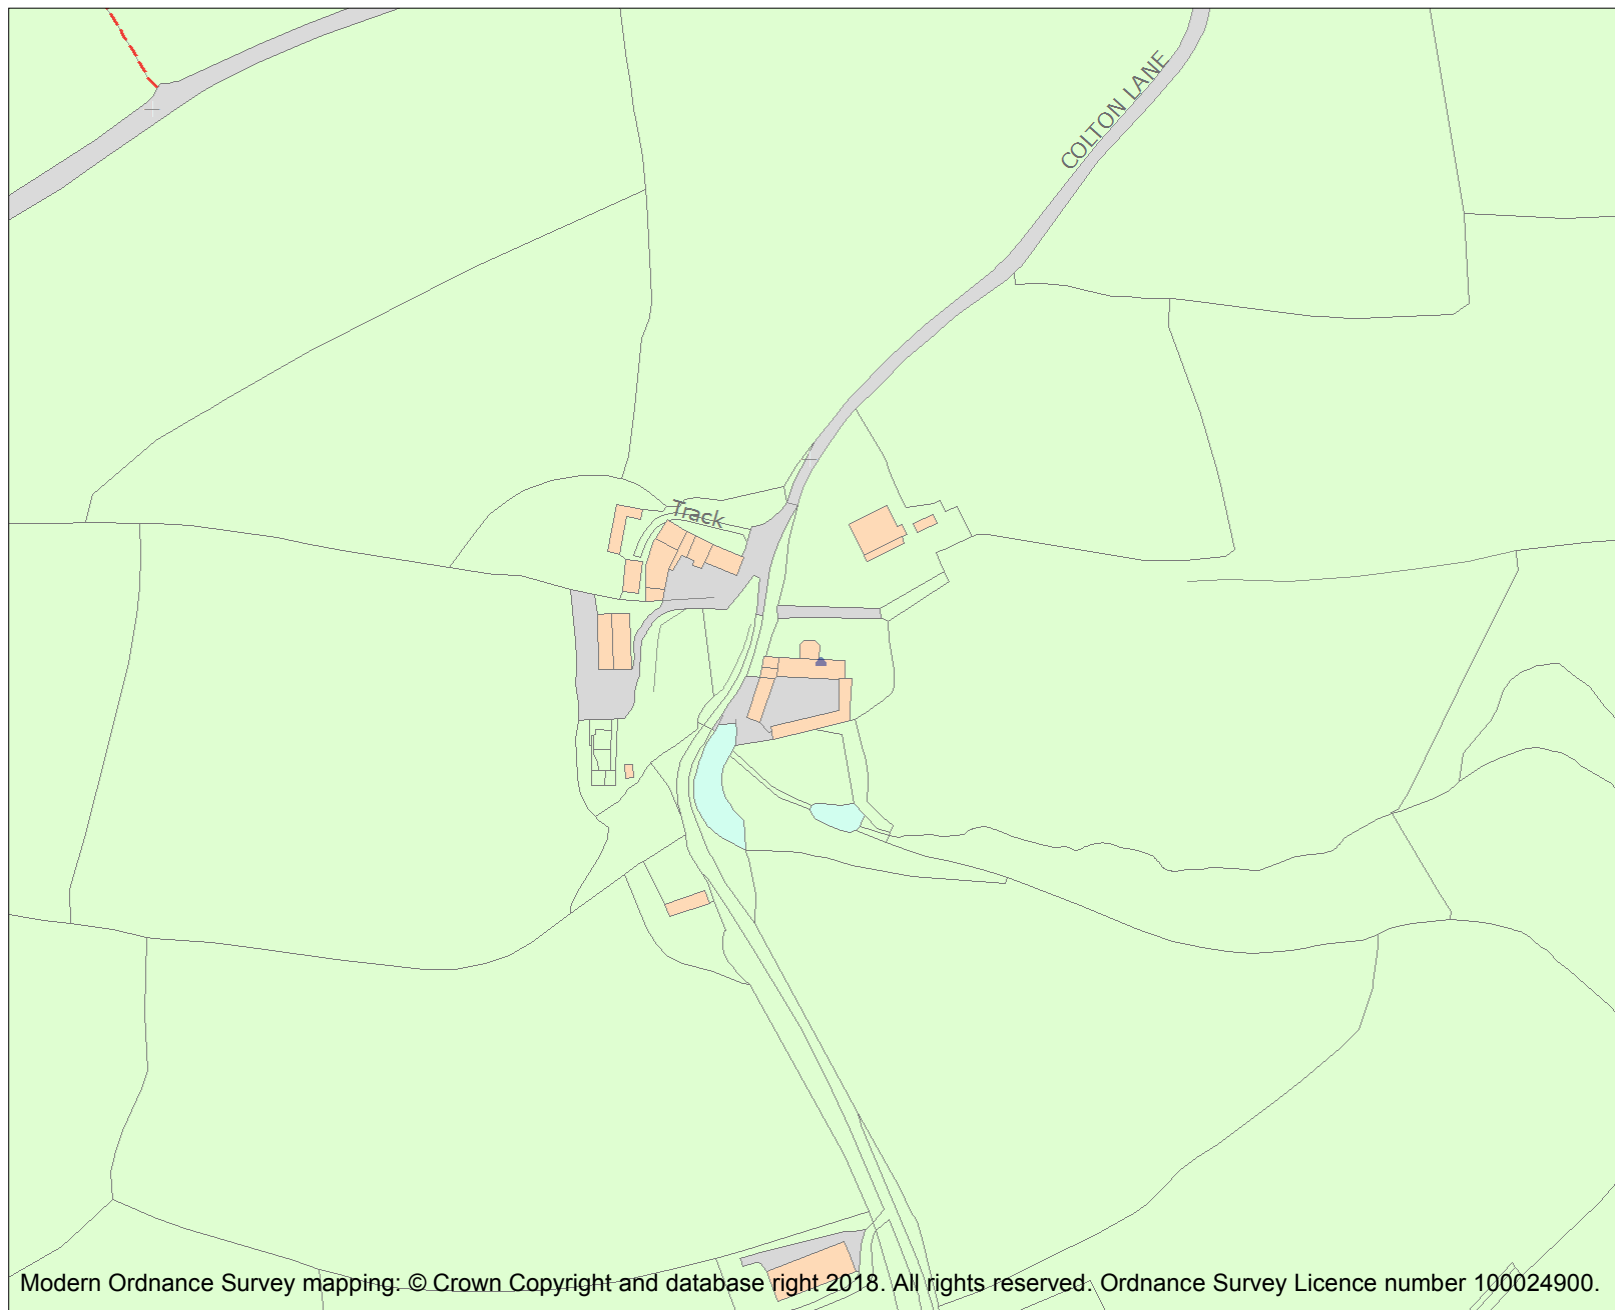 COLTON LANE
Track
Modern Ordnance Survey mapping: © Crown Copyright and database right 2018. All rights reserved. Ordnance Survey Licence number 100024900.